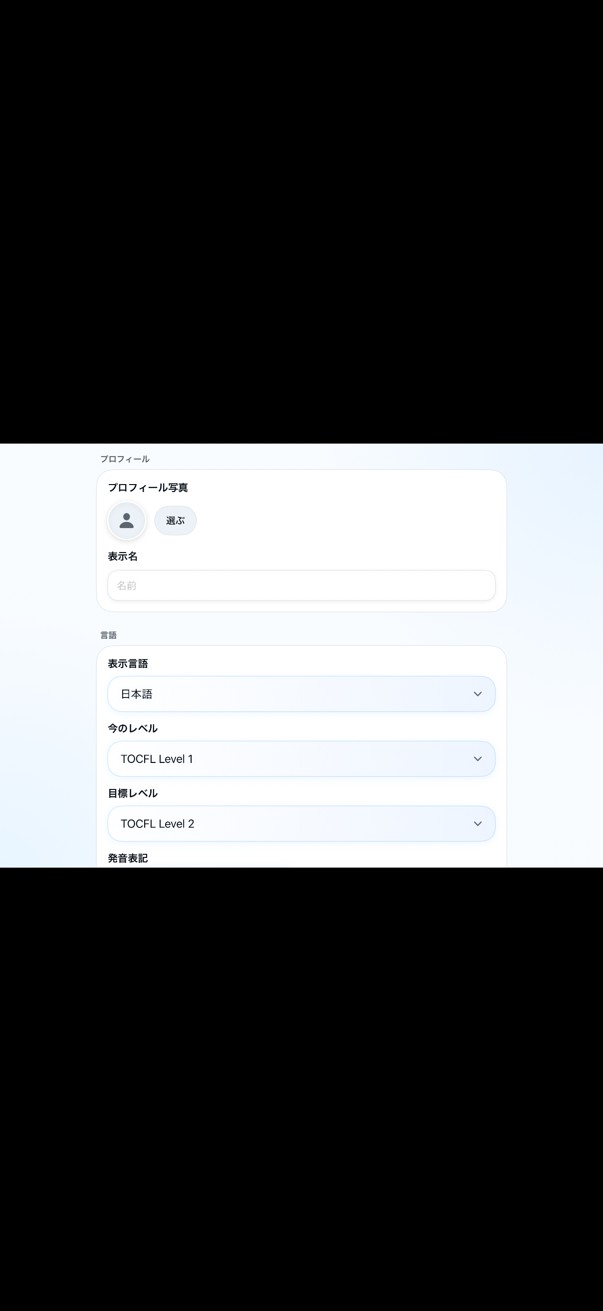 プロフィール
プロフィール写真
選ぶ
表示名
名前
言語
表示言語
日本語
今のレベル
TOCFL Level 1
目標レベル
TOCFL Level 2
発音表記